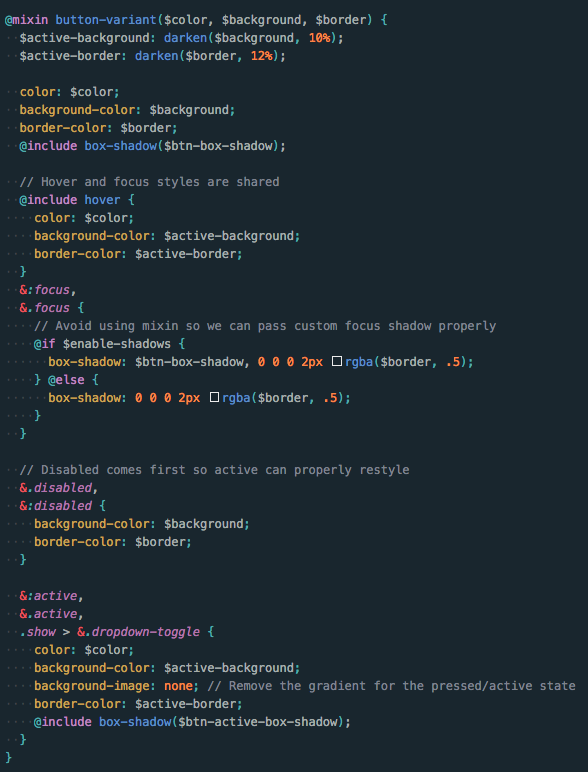 @mixin button-variant($color, $background, $border) {
  $active-background: darken($background, 10%);
  $active-border: darken($border, 12%);

  color: $color;
  background-color: $background;
  border-color: $border;
  @include box-shadow($btn-box-shadow);

  // Hover and focus styles are shared
  @include hover {
    color: $color;
    background-color: $active-background;
    border-color: $active-border;
  }
  &:focus,
  &.focus {
    // Avoid using mixin so we can pass custom focus shadow properly
    @if $enable-shadows {
      box-shadow: $btn-box-shadow, 0 0 0 2px rgba($border, .5);
    } @else {
      box-shadow: 0 0 0 2px rgba($border, .5);
    }
  }

  // Disabled comes first so active can properly restyle
  &.disabled,
  &:disabled {
    background-color: $background;
    border-color: $border;
  }

  &:active,
  &.active,
  .show > &.dropdown-toggle {
    color: $color;
    background-color: $active-background;
    background-image: none; // Remove the gradient for the pressed/active state
    border-color: $active-border;
    @include box-shadow($btn-active-box-shadow);
  }
}